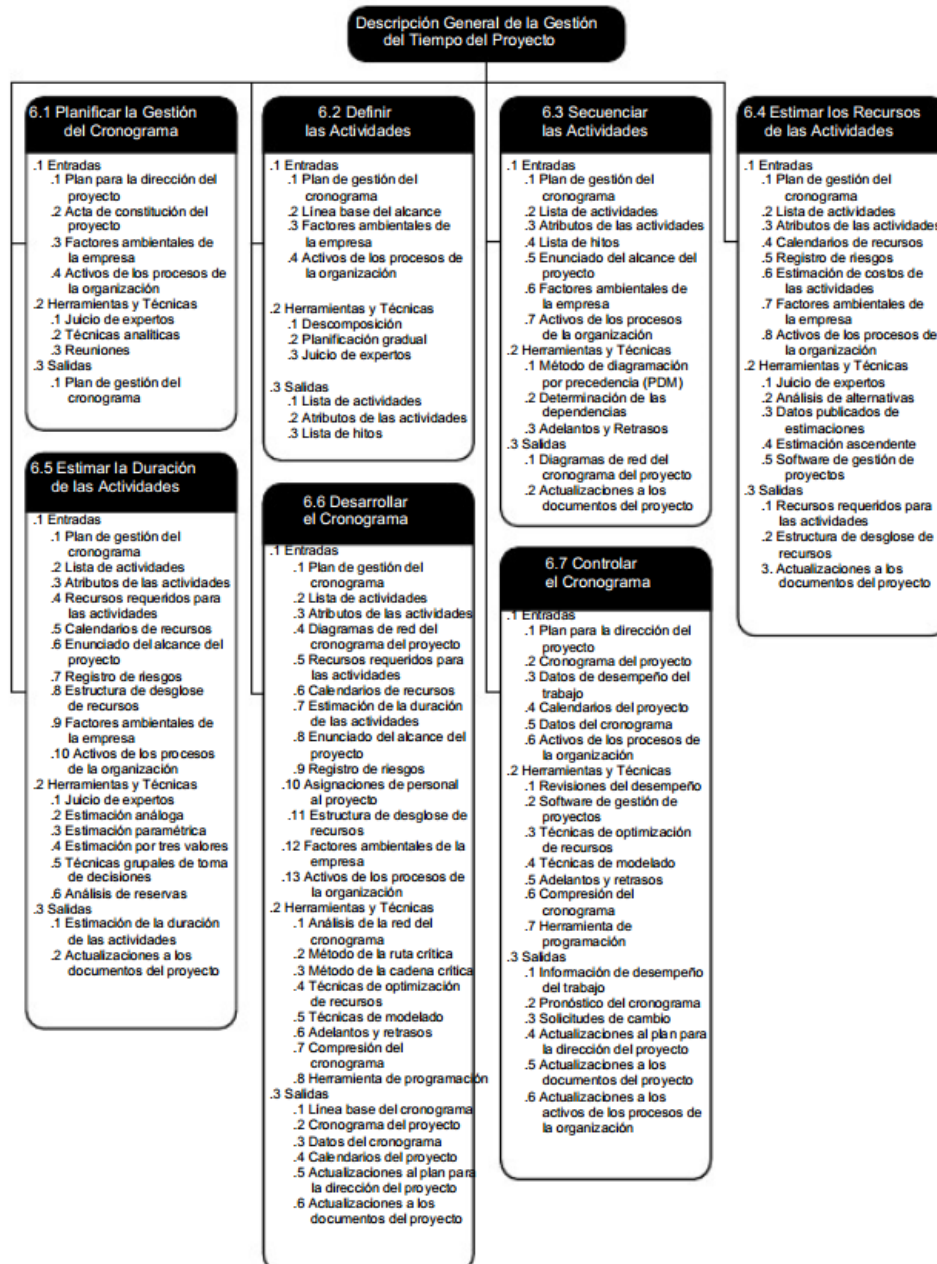 Descripción General de la Gestión
del Tiempo del Proyecto
6.1 Planificar la Gestión
del Cronograma
.1 Entradas
.1 Plan para la dirección del
proyecto
.2 Acta de constitución del
proyecto
.3 Factores ambientales de
la empresa
.4 Activos de los procesos de
la organización
.2 Herramientas y Técnicas
.1 Juicio de expertos
.2 Técnicas analíticas
.3 Reuniones
.3 Salidas
.1 Plan de gestión del
cronograma
6.2 Definir
las Actividades
.1 Entradas
.1 Plan de gestión del
cronograma
.2 Línea base del alcance
.3 Factores ambientales de
la empresa
.4 Activos de los procesos de
la organización
.2 Herramientas y Técnicas
.1 Descomposición
.2 Planificación gradual
.3 Juicio de expertos
.3 Salidas
.1 Lista de actividades
.2 Atributos de las actividades
.3 Lista de hitos
6.3 Secuenciar
las Actividades
.1 Entradas
.1 Plan de gestión del
cronograma
.2 Lista de actividades
.3 Atributos de las actividades
.4 Lista de hitos
.5 Enunciado del alcance del
proyecto
.6 Factores ambientales de
la empresa
.7 Activos de los procesos de
la organización
.2 Herramientas y Técnicas
.1 Método de diagramación
por precedencia (PDM)
.2 Determinación de las
dependencias
.3 Adelantos y Retrasos
.3 Salidas
.1 Diagramas de red del
cronograma del proyecto
.2 Actualizaciones a los
documentos del proyecto
6.4 Estimar los Recursos
de las Actividades
.1 Entradas
.1 Plan de gestión del
cronograma
.2 Lista de actividades
.3 Atributos de las actividades
.4 Calendarios de recursos
.5 Registro de riesgos
.6 Estimación de costos de
las actividades
.7 Factores ambientales de
la empresa
.8 Activos de los procesos de
la organización
.2 Herramientas y Técnicas
.1 Juicio de expertos
.2 Análisis de alternativas
.3 Datos publicados de
estimaciones
.4 Estimación ascendente
.5 Software de gestión de
proyectos
.3 Salidas
.1 Recursos requeridos para
las actividades
.2 Estructura de desglose de
recursos
3. Actualizaciones a los
documentos del proyecto
6.5 Estimar la Duración
de las Actividades
.1 Entradas
.1 Plan de gestión del
cronograma
.2 Lista de actividades
.3 Atributos de las actividades
.4 Recursos requeridos para
las actividades
.5 Calendarios de recursos
.6 Enunciado del alcance del
proyecto
.7 Registro de riesgos
.8 Estructura de desglose
de recursos
.9 Factores ambientales de
la empresa
.10 Activos de los procesos
de la organización
.2 Herramientas y Técnicas
.1 Juicio de expertos
.2 Estimación análoga
.3 Estimación paramétrica
.4 Estimación por tres valores
.5 Técnicas grupales de toma
de decisiones
.6 Análisis de reservas
.3 Salidas
.1 Estimación de la duración
de las actividades
.2 Actualizaciones a los
documentos del proyecto
6.6 Desarrollar
el Cronograma
.1 Entradas
.1 Plan de gestión del
cronograma
.2 Lista de actividades
.3 Atributos de las actividades
.4 Diagramas de red del
cronograma del proyecto
.5 Recursos requeridos para
las actividades
.6 Calendarios de recursos
.7 Estimación de la duración
de las actividades
.8 Enunciado del alcance del
proyecto
.9 Registro de riesgos
.10 Asignaciones de personal
al proyecto
.11 Estructura de desglose de
recursos
.12 Factores ambientales de la
empresa
.13 Activos de los procesos de
la organización
.2 Herramientas y Técnicas
.1 Análisis de la red del
cronograma
.2 Método de la ruta crítica
.3 Método de la cadena crítica
.4 Técnicas de optimización
de recursos
.5 Técnicas de modelado
.6 Adelantos y retrasos
.7 Compresión del
cronograma
.8 Herramienta de programación
.3 Salidas
.1 Línea base del cronograma
.2 Cronograma del proyecto
.3 Datos del cronograma
.4 Calendarios del proyecto
.5 Actualizaciones al plan para
la dirección del proyecto
.6 Actualizaciones a los
documentos del proyecto
6.7 Controlar
el Cronograma
.1 Entradas
.1 Plan para la dirección del
proyecto
.2 Cronograma del proyecto
.3 Datos de desempeño del
trabajo
.4 Calendarios del proyecto
.5 Datos del cronograma
.6 Activos de los procesos de
la organización
.2 Herramientas y Técnicas
.1 Revisiones del desempeño
.2 Software de gestión de
proyectos
.3 Técnicas de optimización
de recursos
.4 Técnicas de modelado
.5 Adelantos y retrasos
.6 Compresión del
cronograma
.7 Herramienta de
programación
.3 Salidas
.1 Información de desempeño
del trabajo
.2 Pronóstico del cronograma
.3 Solicitudes de cambio
.4 Actualizaciones al plan para
la dirección del proyecto
.5 Actualizaciones a los
documentos del proyecto
.6 Actualizaciones a los
activos de los procesos de
la organización